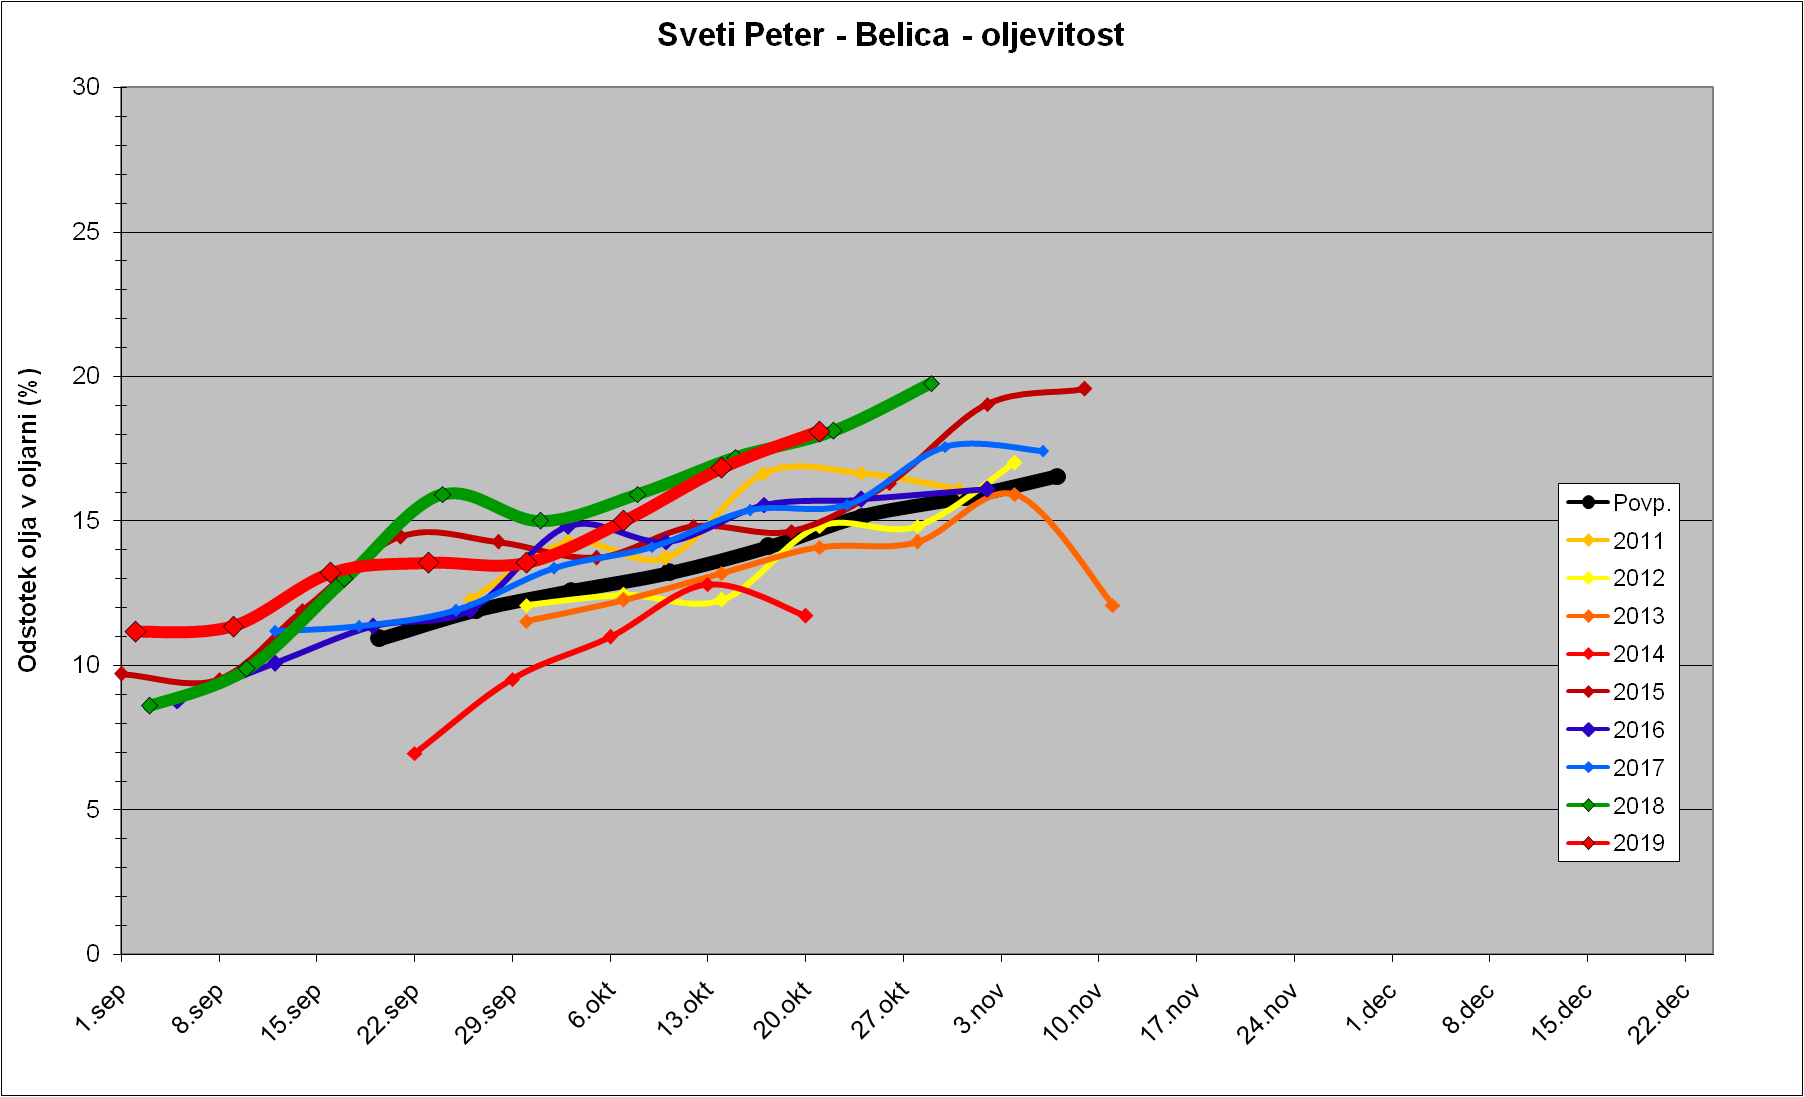 Sveti Peter - Belica - oljevitost
Odstotek olja v oljarni (%)
30
25
20
15
10
5
0
1.sep
8.sep
15.sep
22.sep
29.sep
6.okt
13.okt
20.okt
27.okt
3.nov
10.nov
17.nov
24.nov
1.dec
8.dec
15.dec
22.dec
Povp.
2011
2012
2013
2014
2015
2016
2017
2018
2019